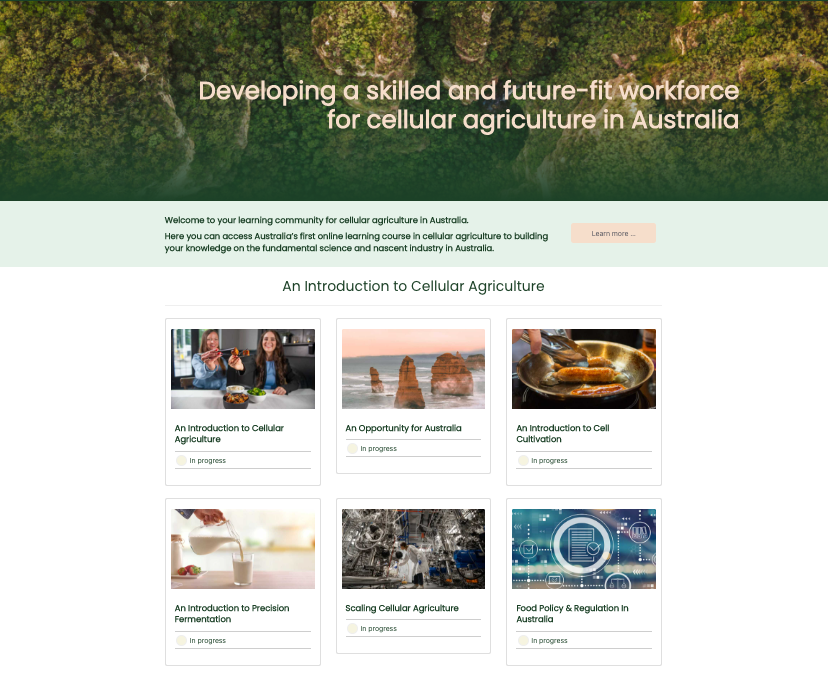 Developing a skilled and future-fit workforce
for cellular agriculture in Australia
Welcome to your learning community for cellular agriculture in Australia.
Here you can access Australia's first online learning course in cellular agriculture to building
your knowledge on the fundamental science and nascent industry in Australia.
Learn more ...
An Introduction to Cellular Agriculture
An Introduction to Cellular
Agriculture
In progress
An Opportunity for Australia
In progress
An Introduction to Cell
Cultivation
In progress
An Introduction to Precision
Fermentation
In progress
Scaling Cellular Agriculture
In progress
Food Policy & Regulation In
Australia
In progress